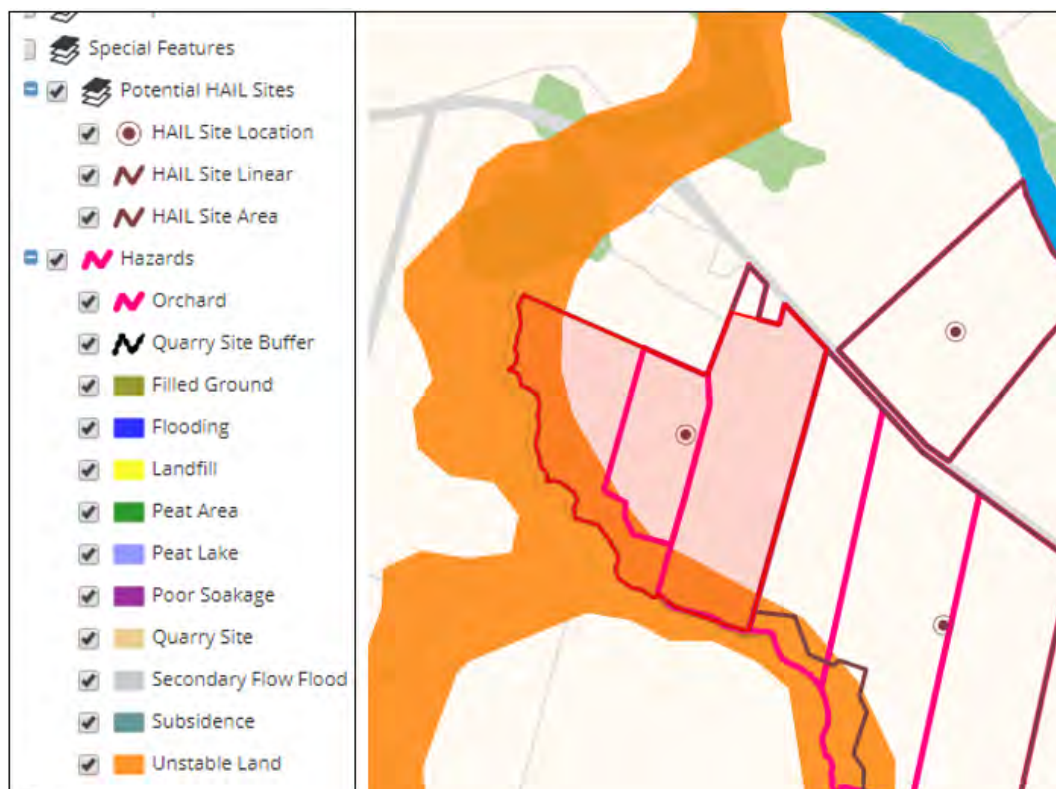 Special Features
Potential HAIL Sites
HAIL Site Location
HAIL Site Linear
HAIL Site Area
Hazards
Orchard
Quarry Site Buffer
Filled Ground
Flooding
Landfill
Peat Area
Peat Lake
Poor Soakage
Quarry Site
Secondary Flow Flood
Subsidence
Unstable Land